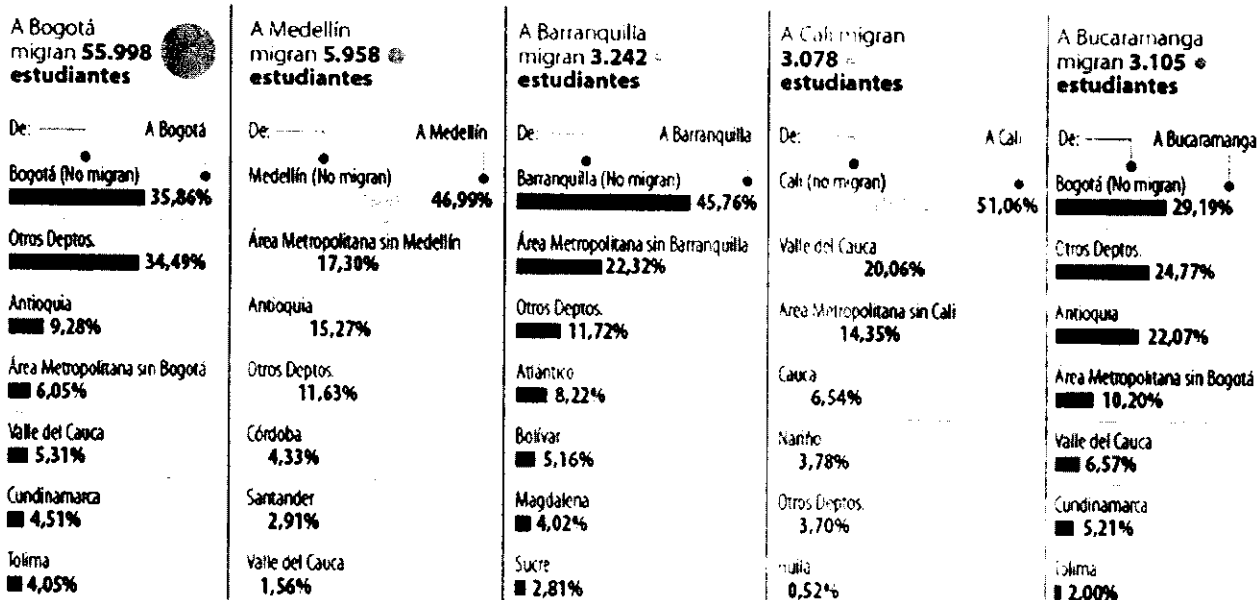 A Bogotá
migran 55.998
estudiantes
De: A Bogotá
Bogotá (No migran)
35,86%
Otros Deptos.
34,49%
Antioquia
9,28%
Área Metropolitana sin Bogotá
6,05%
Valle del Cauca
5,31%
Cundinamarca
4,51%
Tolima
4,05%
A Medellín
migran 5.958
estudiantes
De: A Medellín
Medellín (No migran)
46,99%
Área Metropolitana sin Medellín
17,30%
Antioquia
15,27%
Otros Deptos.
11,63%
Córdoba
4,33%
Santander
2,91%
Valle del Cauca
1,56%
A Barranquilla
migran 3.242
estudiantes
De: A Barranquilla
Barranquilla (No migran)
45,76%
Área Metropolitana sin Barranquilla
22,32%
Otros Deptos.
11,72%
Atlántico
8,22%
Bolívar
5,16%
Magdalena
4,02%
Sucre
2,81%
A Cali migran
3.078
estudiantes
De: A Cali
Cali (no migran)
51,06%
Valle del Cauca
20,06%
Área Metropolitana sin Cali
14,35%
Cauca
6,54%
Nariño
3,78%
Otros Deptos.
3,70%
Huila
0,52%
A Bucaramanga
migran 3.105
estudiantes
De: A Bucaramanga
Bogotá (No migran)
29,19%
Otros Deptos.
24,77%
Antioquia
22,07%
Área Metropolitana sin Bogotá
10,20%
Valle del Cauca
6,57%
Cundinamarca
5,21%
Tolima
2,00%